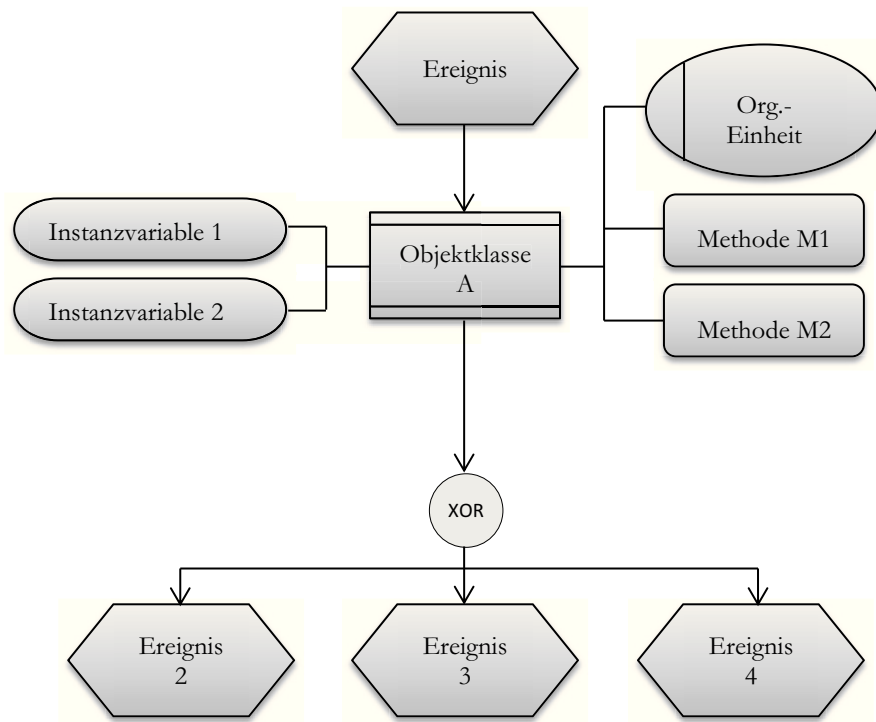 Ereignis
Org.-
Einheit
Instanzvariable 1
Objektklasse
A
Methode M1
Instanzvariable 2
Methode M2
XOR
Ereignis
2
Ereignis
3
Ereignis
4